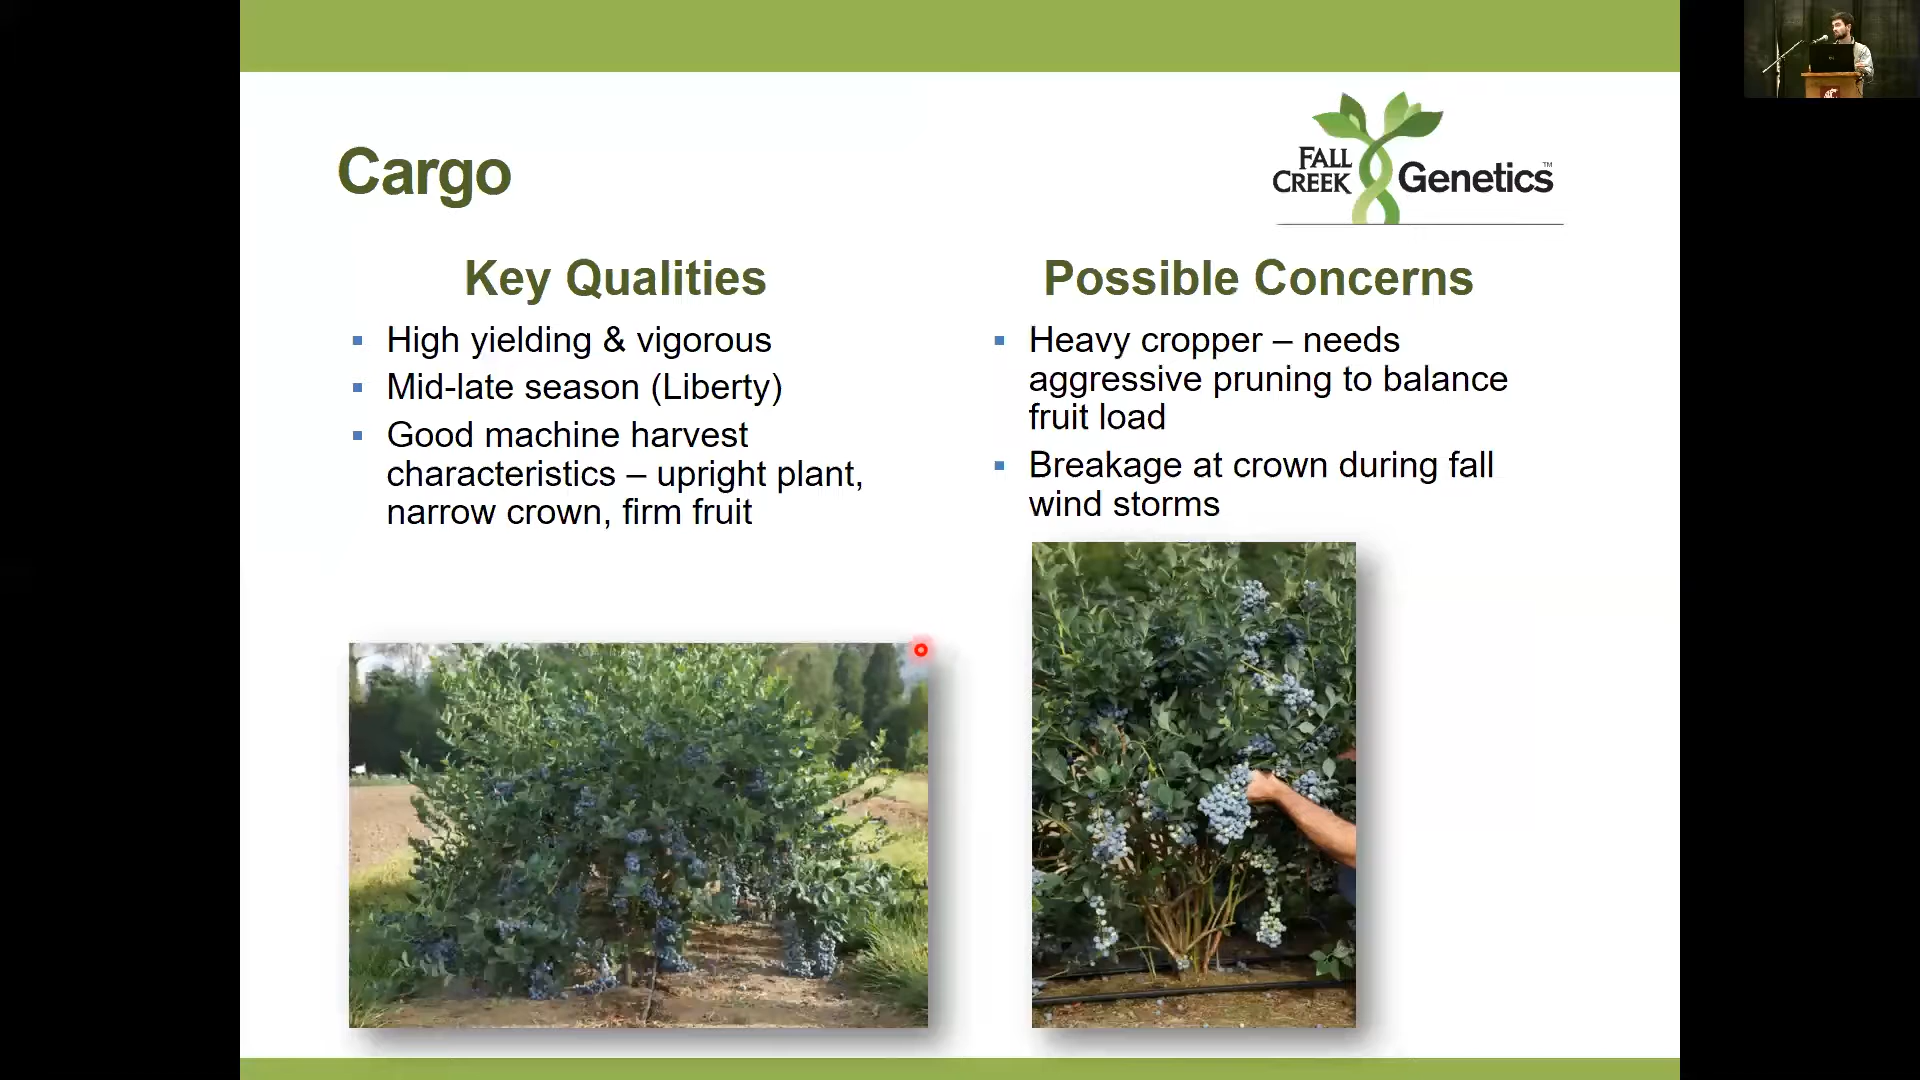 Cargo
FALL
CREEK Genetics™
Key Qualities
▪ High yielding & vigorous
▪ Mid-late season (Liberty)
▪ Good machine harvest
characteristics – upright plant,
narrow crown, firm fruit
Possible Concerns
▪ Heavy cropper – needs
aggressive pruning to balance
fruit load
▪ Breakage at crown during fall
wind storms